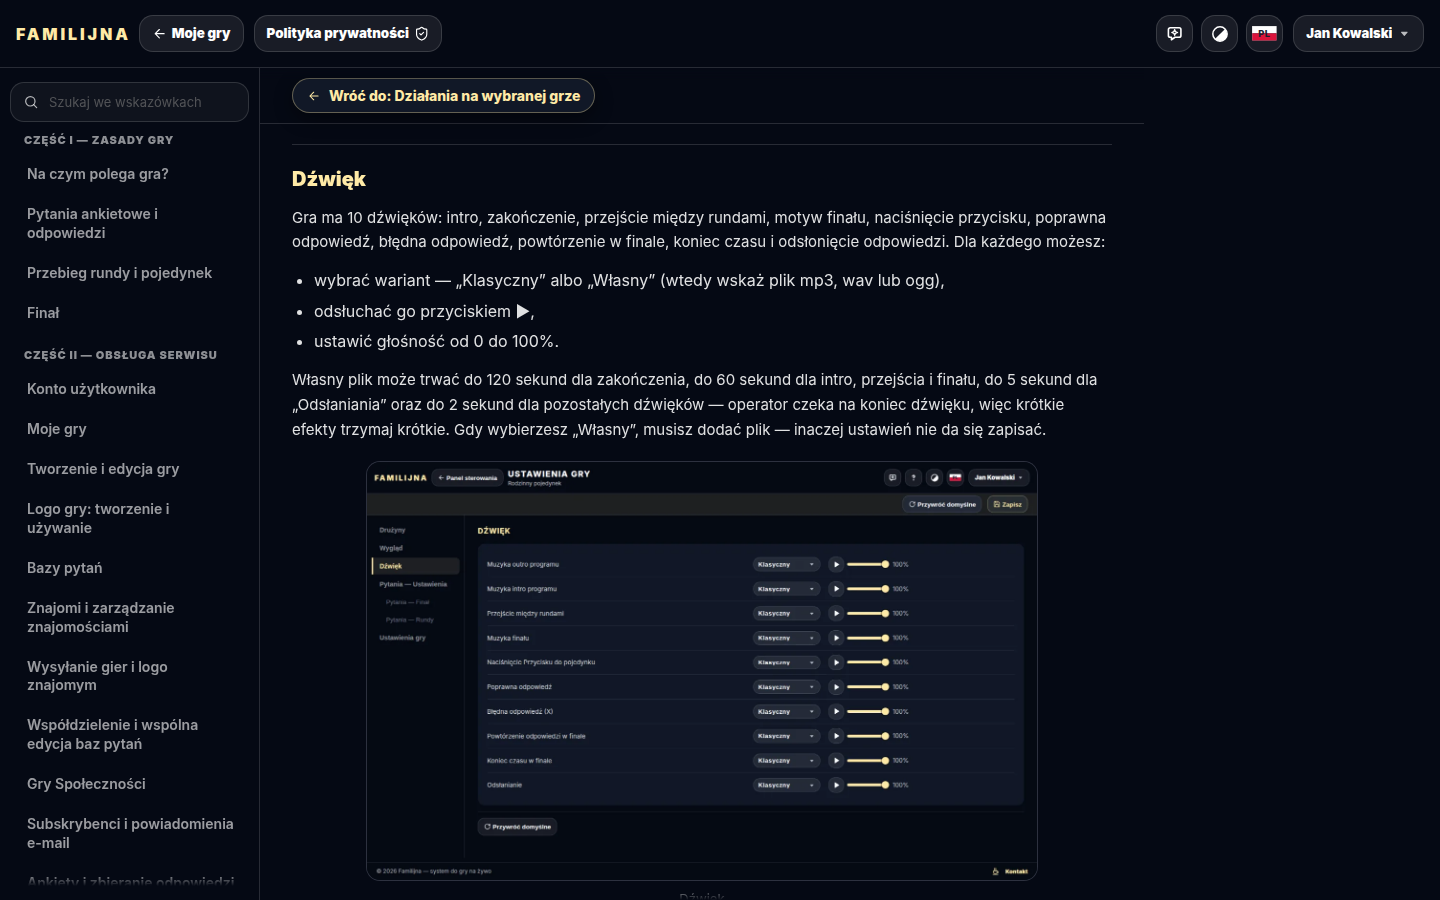 FAMILIJNA
← Moje gry
Polityka prywatności
PL
Jan Kowalski
Szukaj we wskazówkach
CZĘŚĆ I — ZASADY GRY
Na czym polega gra?
Pytania ankietowe i
odpowiedzi
Przebieg rundy i pojedynek
Finał
CZĘŚĆ II — OBSŁUGA SERWISU
Konto użytkownika
Moje gry
Tworzenie i edycja gry
Logo gry: tworzenie i
używanie
Bazy pytań
Znajomi i zarządzanie
znajomościami
Wysyłanie gier i logo
znajomym
Współdzielenie i wspólna
edycja baz pytań
Gry Społeczności
Subskrybenci i powiadomienia
e-mail
Ankiety i zbieranie odpowiedzi
← Wróć do: Działania na wybranej grze
Dźwięk
Gra ma 10 dźwięków: intro, zakończenie, przejście między rundami, motyw finału, naciśnięcie przycisku, poprawna
odpowiedź, błędna odpowiedź, powtórzenie w finale, koniec czasu i odsłonięcie odpowiedzi. Dla każdego możesz:
• wybrać wariant — „Klasyczny” albo „Własny” (wtedy wskaż plik mp3, wav lub ogg),
• odsłuchać go przyciskiem ▶,
• ustawić głośność od 0 do 100%.
Własny plik może trwać do 120 sekund dla zakończenia, do 60 sekund dla intro, przejścia i finału, do 5 sekund dla
„Odsłaniania” oraz do 2 sekund dla pozostałych dźwięków — operator czeka na koniec dźwięku, więc krótkie
efekty trzymaj krótkie. Gdy wybierzesz „Własny”, musisz dodać plik — inaczej ustawień nie da się zapisać.
FAMILIJNA
← Panel sterowania
USTAWIENIA GRY
Rodzinny pojedynek
?
Jan Kowalski
Przywróć domyślne
Zapisz
Drużyny
Wygląd
Dźwięk
Pytania — Ustawienia
Pytania — Finał
Pytania — Rundy
Ustawienia gry
DŹWIĘK
Muzyka outro programu Klasyczny 100%
Muzyka intro programu Klasyczny 100%
Przejście między rundami Klasyczny 100%
Muzyka finału Klasyczny 100%
Naciśnięcie Przycisku do pojedynku Klasyczny 100%
Poprawna odpowiedź Klasyczny 100%
Błędna odpowiedź (X) Klasyczny 100%
Powtórzenie odpowiedzi w finale Klasyczny 100%
Koniec czasu w finale Klasyczny 100%
Odsłanianie Klasyczny 100%
Przywróć domyślne
© 2026 Familijna — system do gry na żywo
Kontakt
Dźwięk